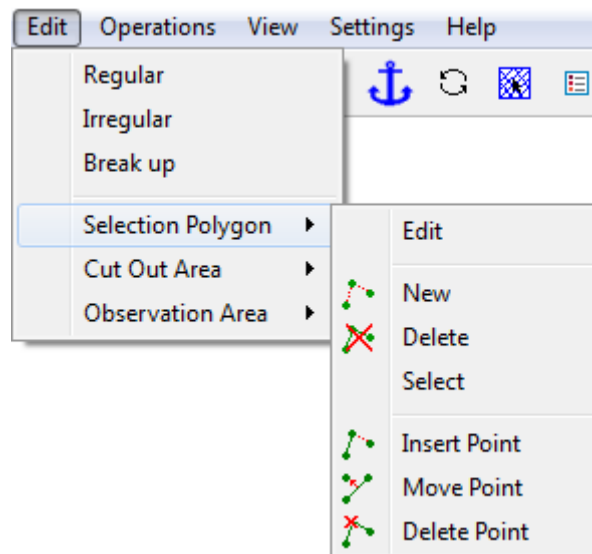 Edit Operations View Settings Help
Regular
Irregular
Break up
Selection Polygon
Cut Out Area
Observation Area
Edit
New
Delete
Select
Insert Point
Move Point
Delete Point